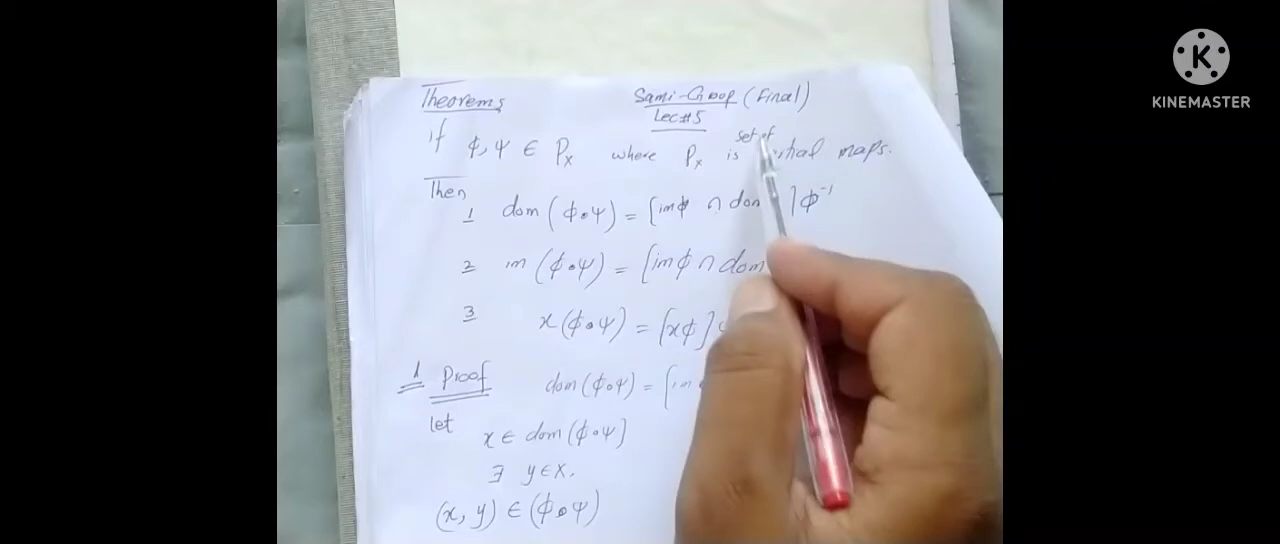 Theorems Sami-Group (Final)
Lec#5
set of
if φ,Ψ ∈ Px where Px is maps.
Then
1 dom (φ∘Ψ) = [imφ ∩ dom ] φ⁻¹
2 im (φ∘Ψ) = [imφ ∩ dom
3 x(φ∘Ψ) = [xφ]
1 Proof dom(φ∘Ψ) = [im
let
x ∈ dom(φ∘Ψ]
∃ y∈X.
(x, y) ∈ (φ∘Ψ)
K
KINEMASTER